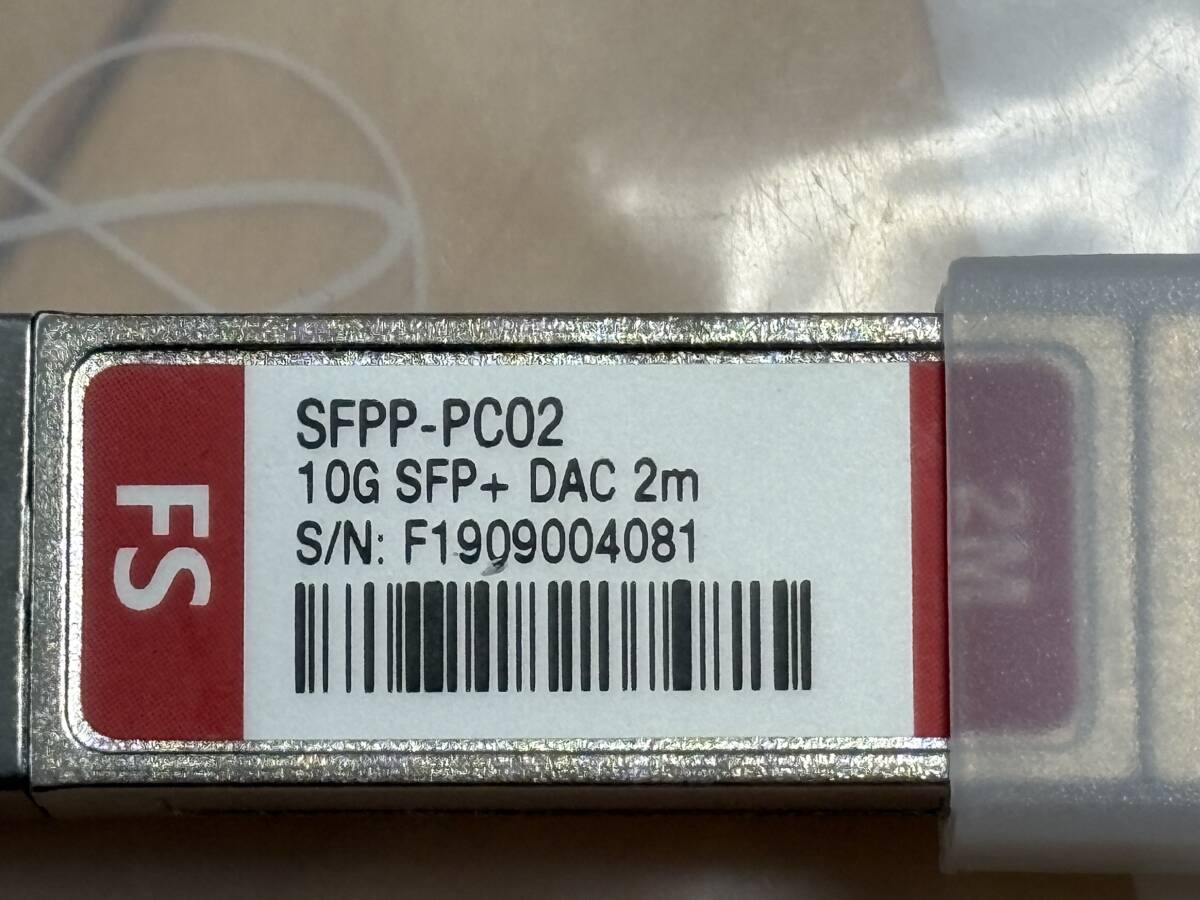 FS
SFPP-PC02
10G SFP+ DAC 2m
S/N: F1909004081
2M